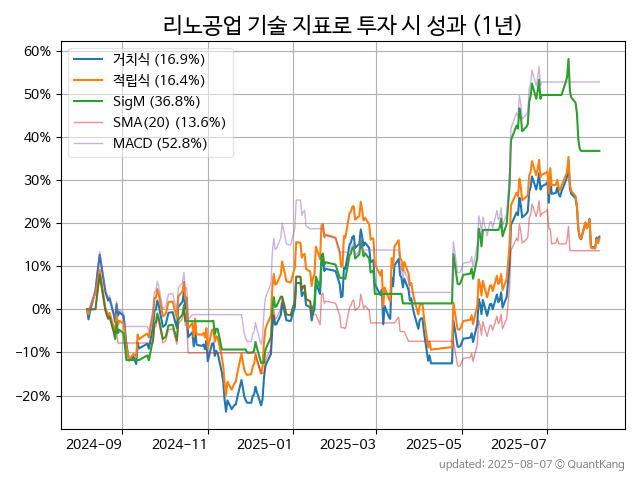 리노공업 기술 지표로 투자 시 성과 (1년)
거치식 (16.9%)
적립식 (16.4%)
SigM (36.8%)
SMA(20) (13.6%)
MACD (52.8%)
60%
50%
40%
30%
20%
10%
0%
−10%
−20%
2024-09
2024-11
2025-01
2025-03
2025-05
2025-07
updated: 2025-08-07 © QuantKang